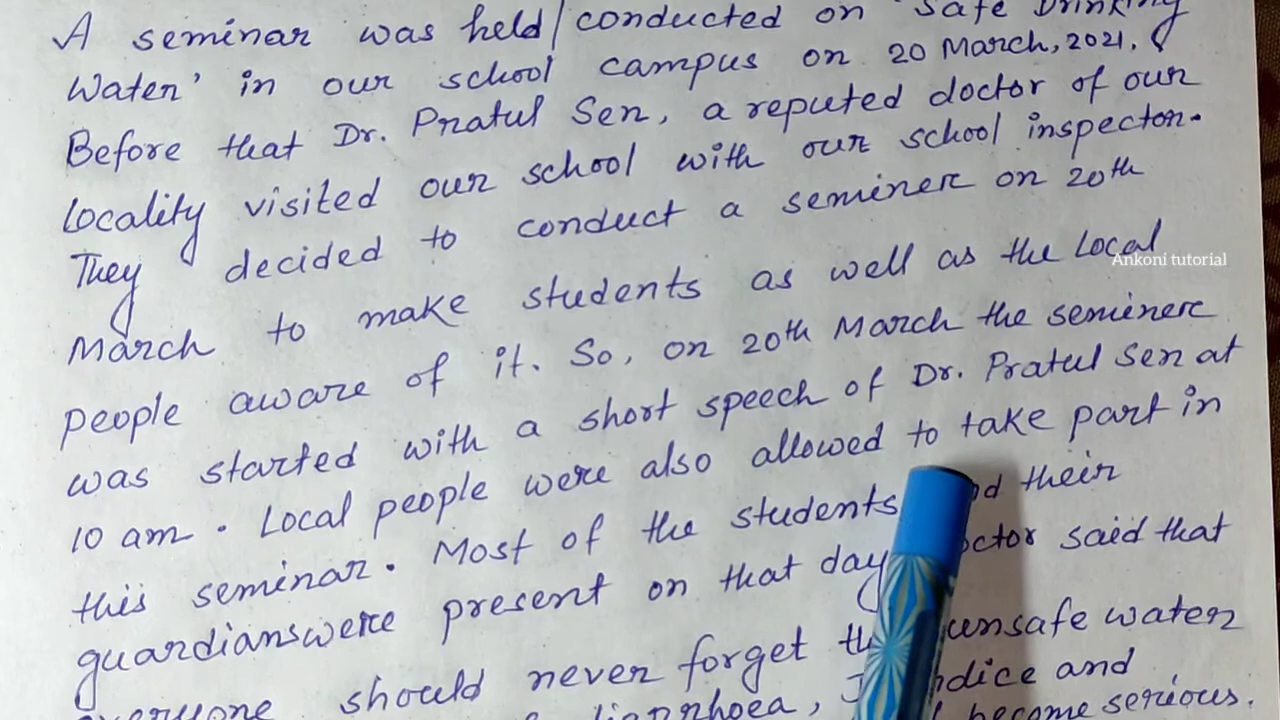 A seminar was held/conducted on 'Safe Drinking
Water' in our school campus on 20 March, 2021.
Before that Dr. Pratul Sen, a reputed doctor of our
locality visited our school with our school inspector.
They decided to conduct a seminer on 20th
March to make students as well as the local
Ankoni tutorial
people aware of it. So, on 20th March the seminer
was started with a short speech of Dr. Pratul Sen at
10 am. Local people were also allowed to take part in
this seminar. Most of the students their
guardians were present on that day said that
everyone should never forget unsafe water
diarrhoea, and
become serious.